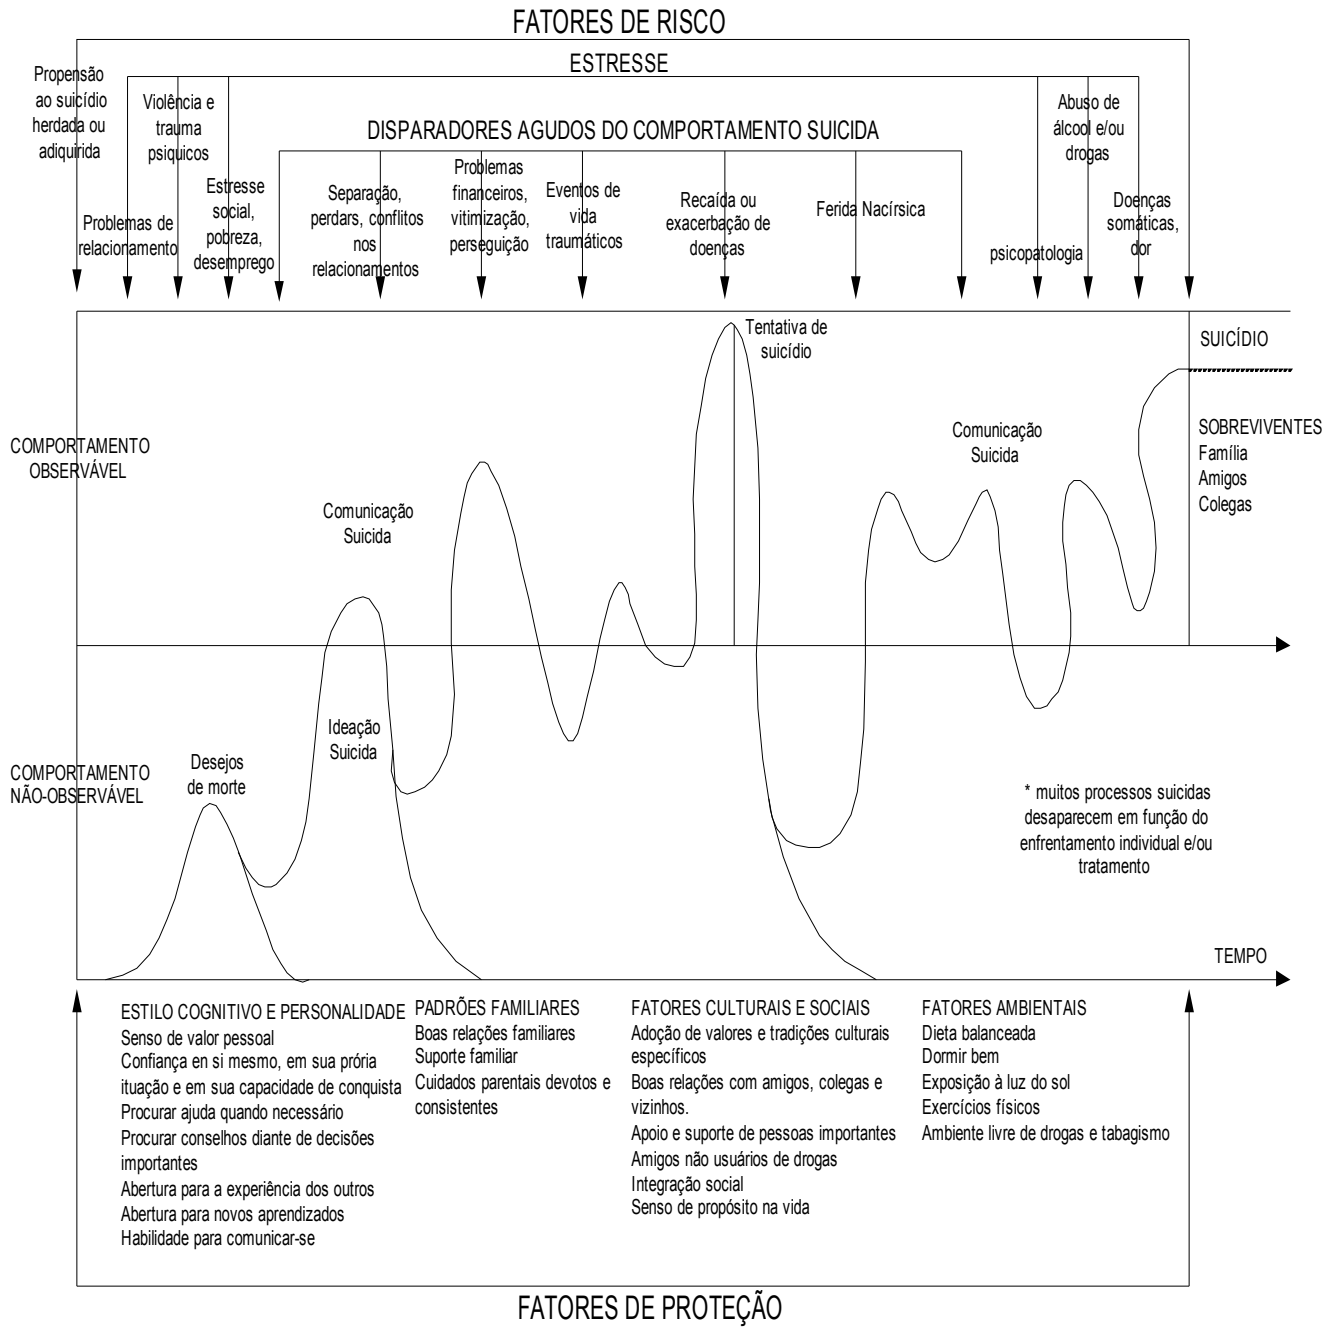 FATORES DE RISCO
ESTRESSE
Propensão
ao suicídio
herdada ou
adiquirida
Violência e
trauma
psiquicos
Abuso de
álcool e/ou
drogas
DISPARADORES AGUDOS DO COMPORTAMENTO SUICIDA
Problemas de
relacionamento
Estresse
social,
pobreza,
desemprego
Separação,
perdars, conflitos
nos
relacionamentos
Problemas
financeiros,
vitimização,
perseguição
Eventos de
vida
traumáticos
Recaída ou
exacerbação de
doenças
Ferida Nacírsica
psicopatologia
Doenças
somáticas,
dor
Tentativa de
suicídio
SUICÍDIO
COMPORTAMENTO
OBSERVÁVEL
Comunicação
Suicida
Comunicação
Suicida
SOBREVIVENTES
Família
Amigos
Colegas
COMPORTAMENTO
NÃO-OBSERVÁVEL
Desejos
de morte
Ideação
Suicida
* muitos processos suicidas
desaparecem em função do
enfrentamento individual e/ou
tratamento
TEMPO
ESTILO COGNITIVO E PERSONALIDADE
Senso de valor pessoal
Confiança en si mesmo, em sua próría
ituação e em sua capacidade de conquista
Procurar ajuda quando necessário
Procurar conselhos diante de decisões
importantes
Abertura para a experiência dos outros
Abertura para novos aprendizados
Habilidade para comunicar-se
PADRÕES FAMILIARES
Boas relações familiares
Suporte familiar
Cuidados parentais devotos e
consistentes
FATORES CULTURAIS E SOCIAIS
Adoção de valores e tradições culturais
específicos
Boas relações com amigos, colegas e
vizinhos.
Apoio e suporte de pessoas importantes
Amigos não usuários de drogas
Integração social
Senso de propósito na vida
FATORES AMBIENTAIS
Dieta balanceada
Dormir bem
Exposição à luz do sol
Exercícios físicos
Ambiente livre de drogas e tabagismo
FATORES DE PROTEÇÃO